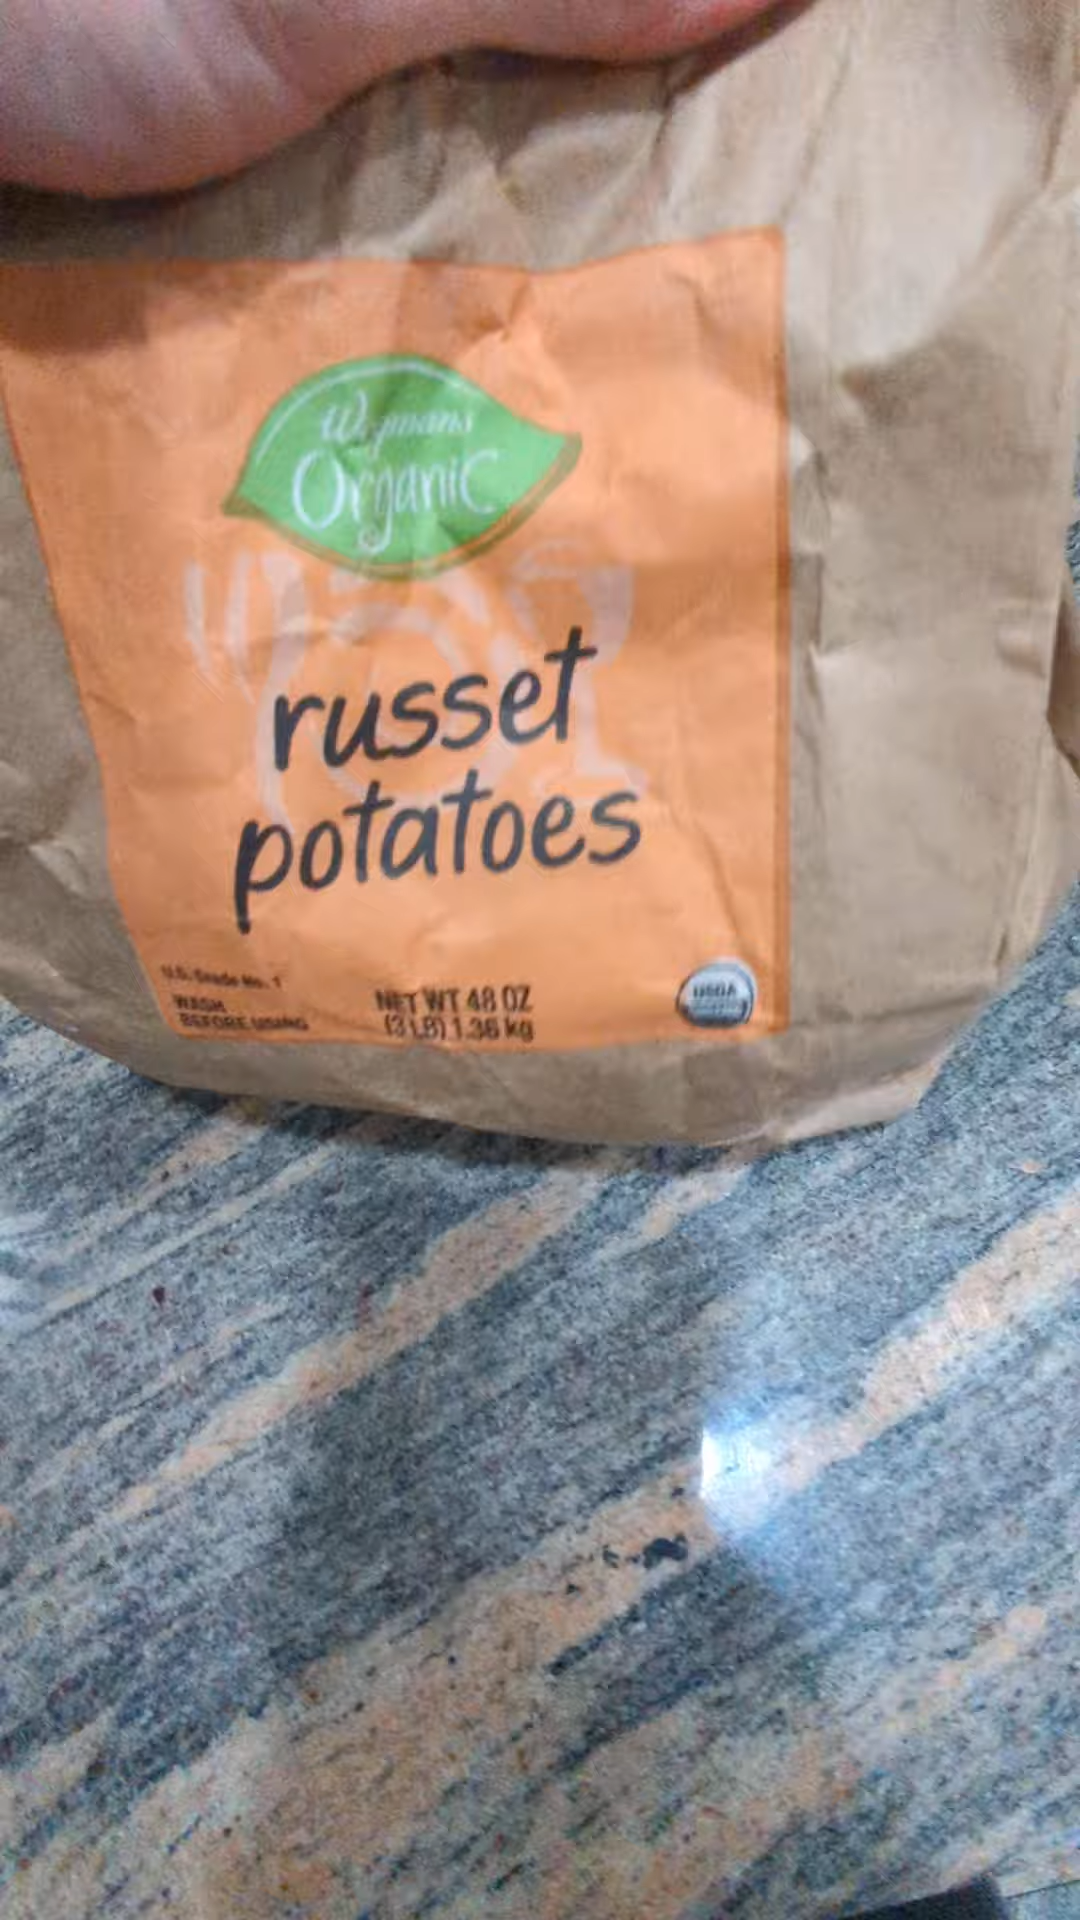 Wegmans
Organic
russet
potatoes
U.S. Grade No. 1
WASH
BEFORE USING
NET WT 48 OZ
(3 LB) 1.36 kg
USDA